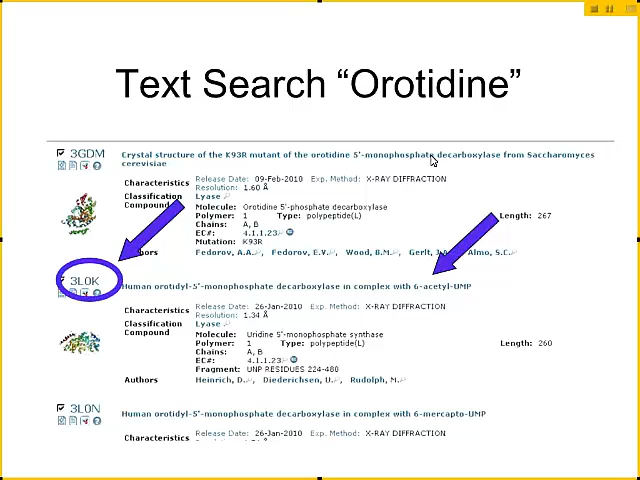 Text Search “Orotidine”
3GDM
Crystal structure of the K93R mutant of the orotidine 5'-monophosphate decarboxylase from Saccharomyces
cerevisiae
Characteristics Release Date: 09-Feb-2010 Exp. Method: X-RAY DIFFRACTION
Resolution: 1.60 Å
Classification Lyase
Compound Molecule: Orotidine 5'-phosphate decarboxylase
Polymer: 1 Type: polypeptide(L) Length: 267
Chains: A, B
EC#: 4.1.1.23
Mutation: K93R
Fedorov, A.A. Fedorov, E.V. Wood, B.M. Gerlt, Almo, S.C.
3L0K
Human orotidyl-5'-monophosphate decarboxylase in complex with 6-acetyl-UMP
Characteristics Release Date: 26-Jan-2010 Exp. Method: X-RAY DIFFRACTION
Resolution: 1.34 Å
Classification Lyase
Compound Molecule: Uridine 5'-monophosphate synthase
Polymer: 1 Type: polypeptide(L) Length: 260
Chains: A, B
EC#: 4.1.1.23
Fragment: UNP RESIDUES 224-480
Authors Heinrich, D. Diederichsen, U. Rudolph, M.
3L0N
Human orotidyl-5'-monophosphate decarboxylase in complex with 6-mercapto-UMP
Characteristics Release Date: 26-Jan-2010 Exp. Method: X-RAY DIFFRACTION